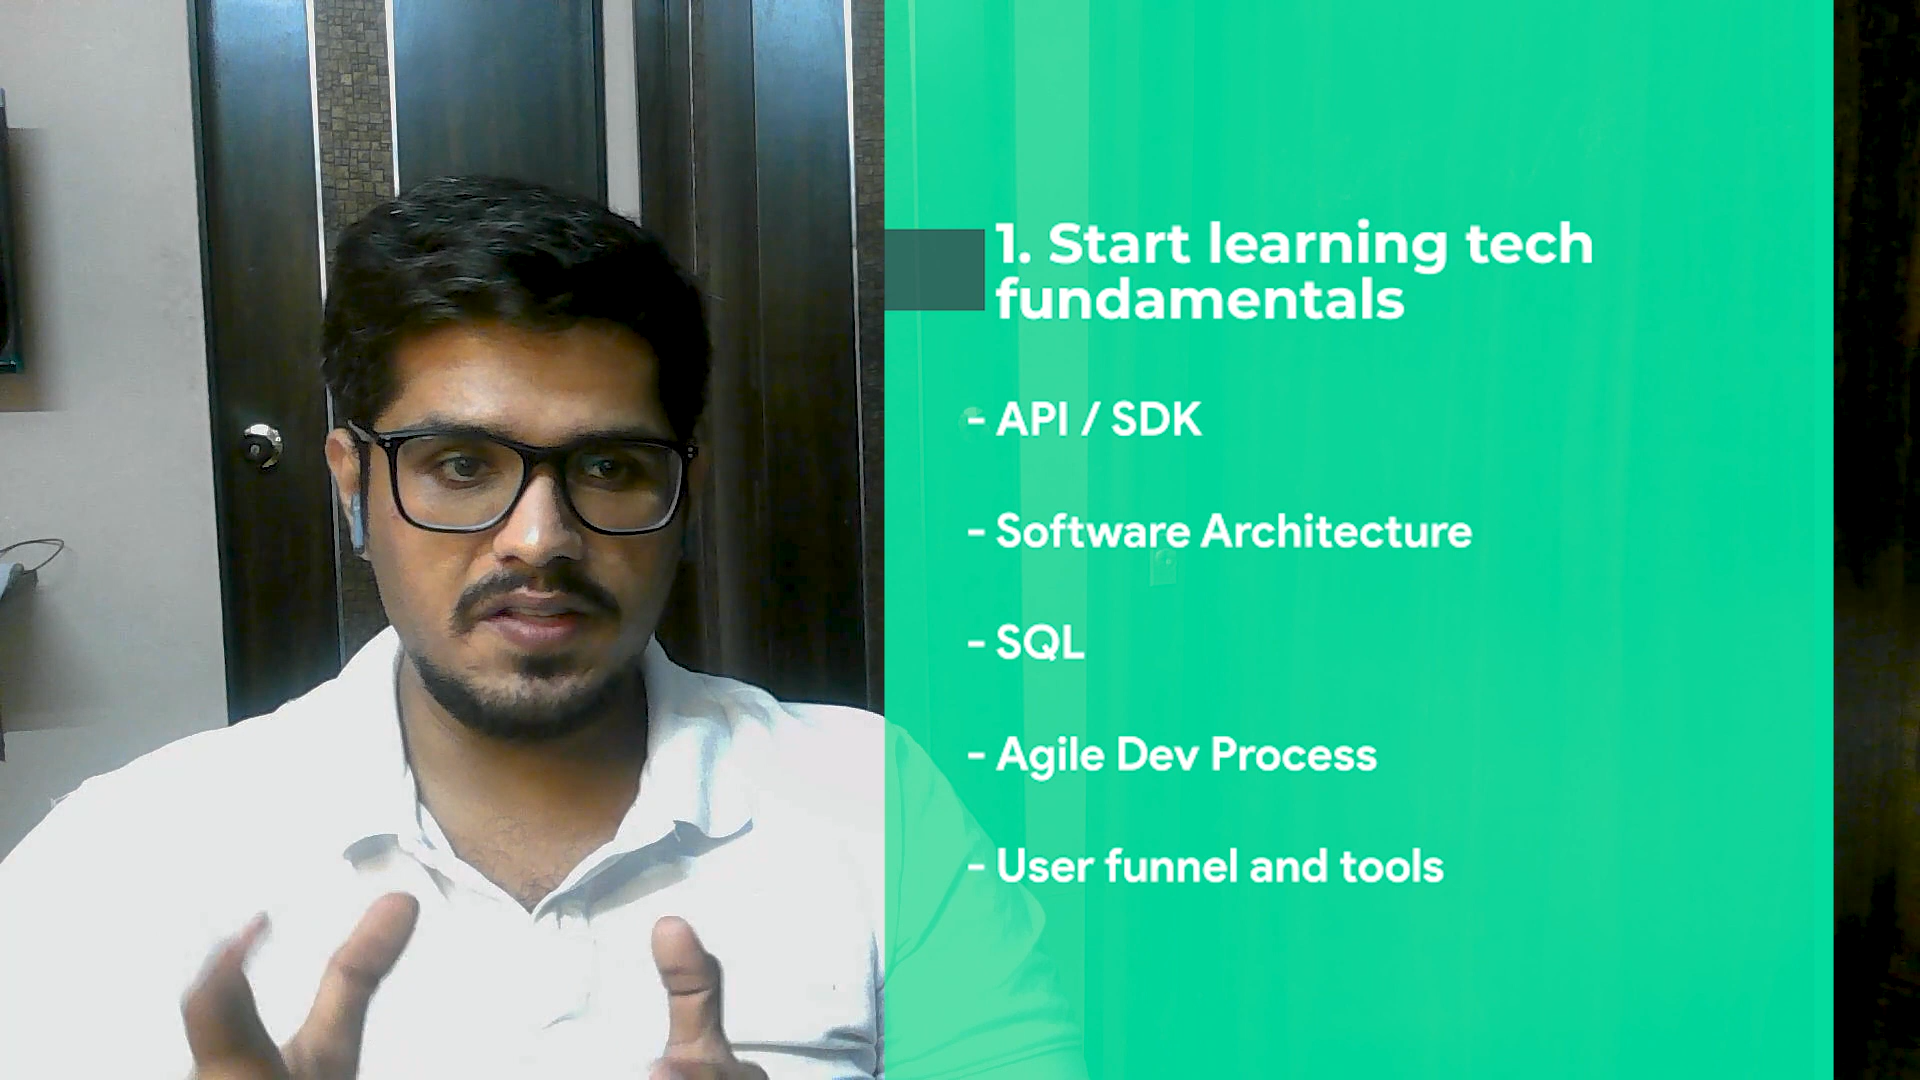 1. Start learning tech
fundamentals
- API / SDK
- Software Architecture
- SQL
- Agile Dev Process
- User funnel and tools